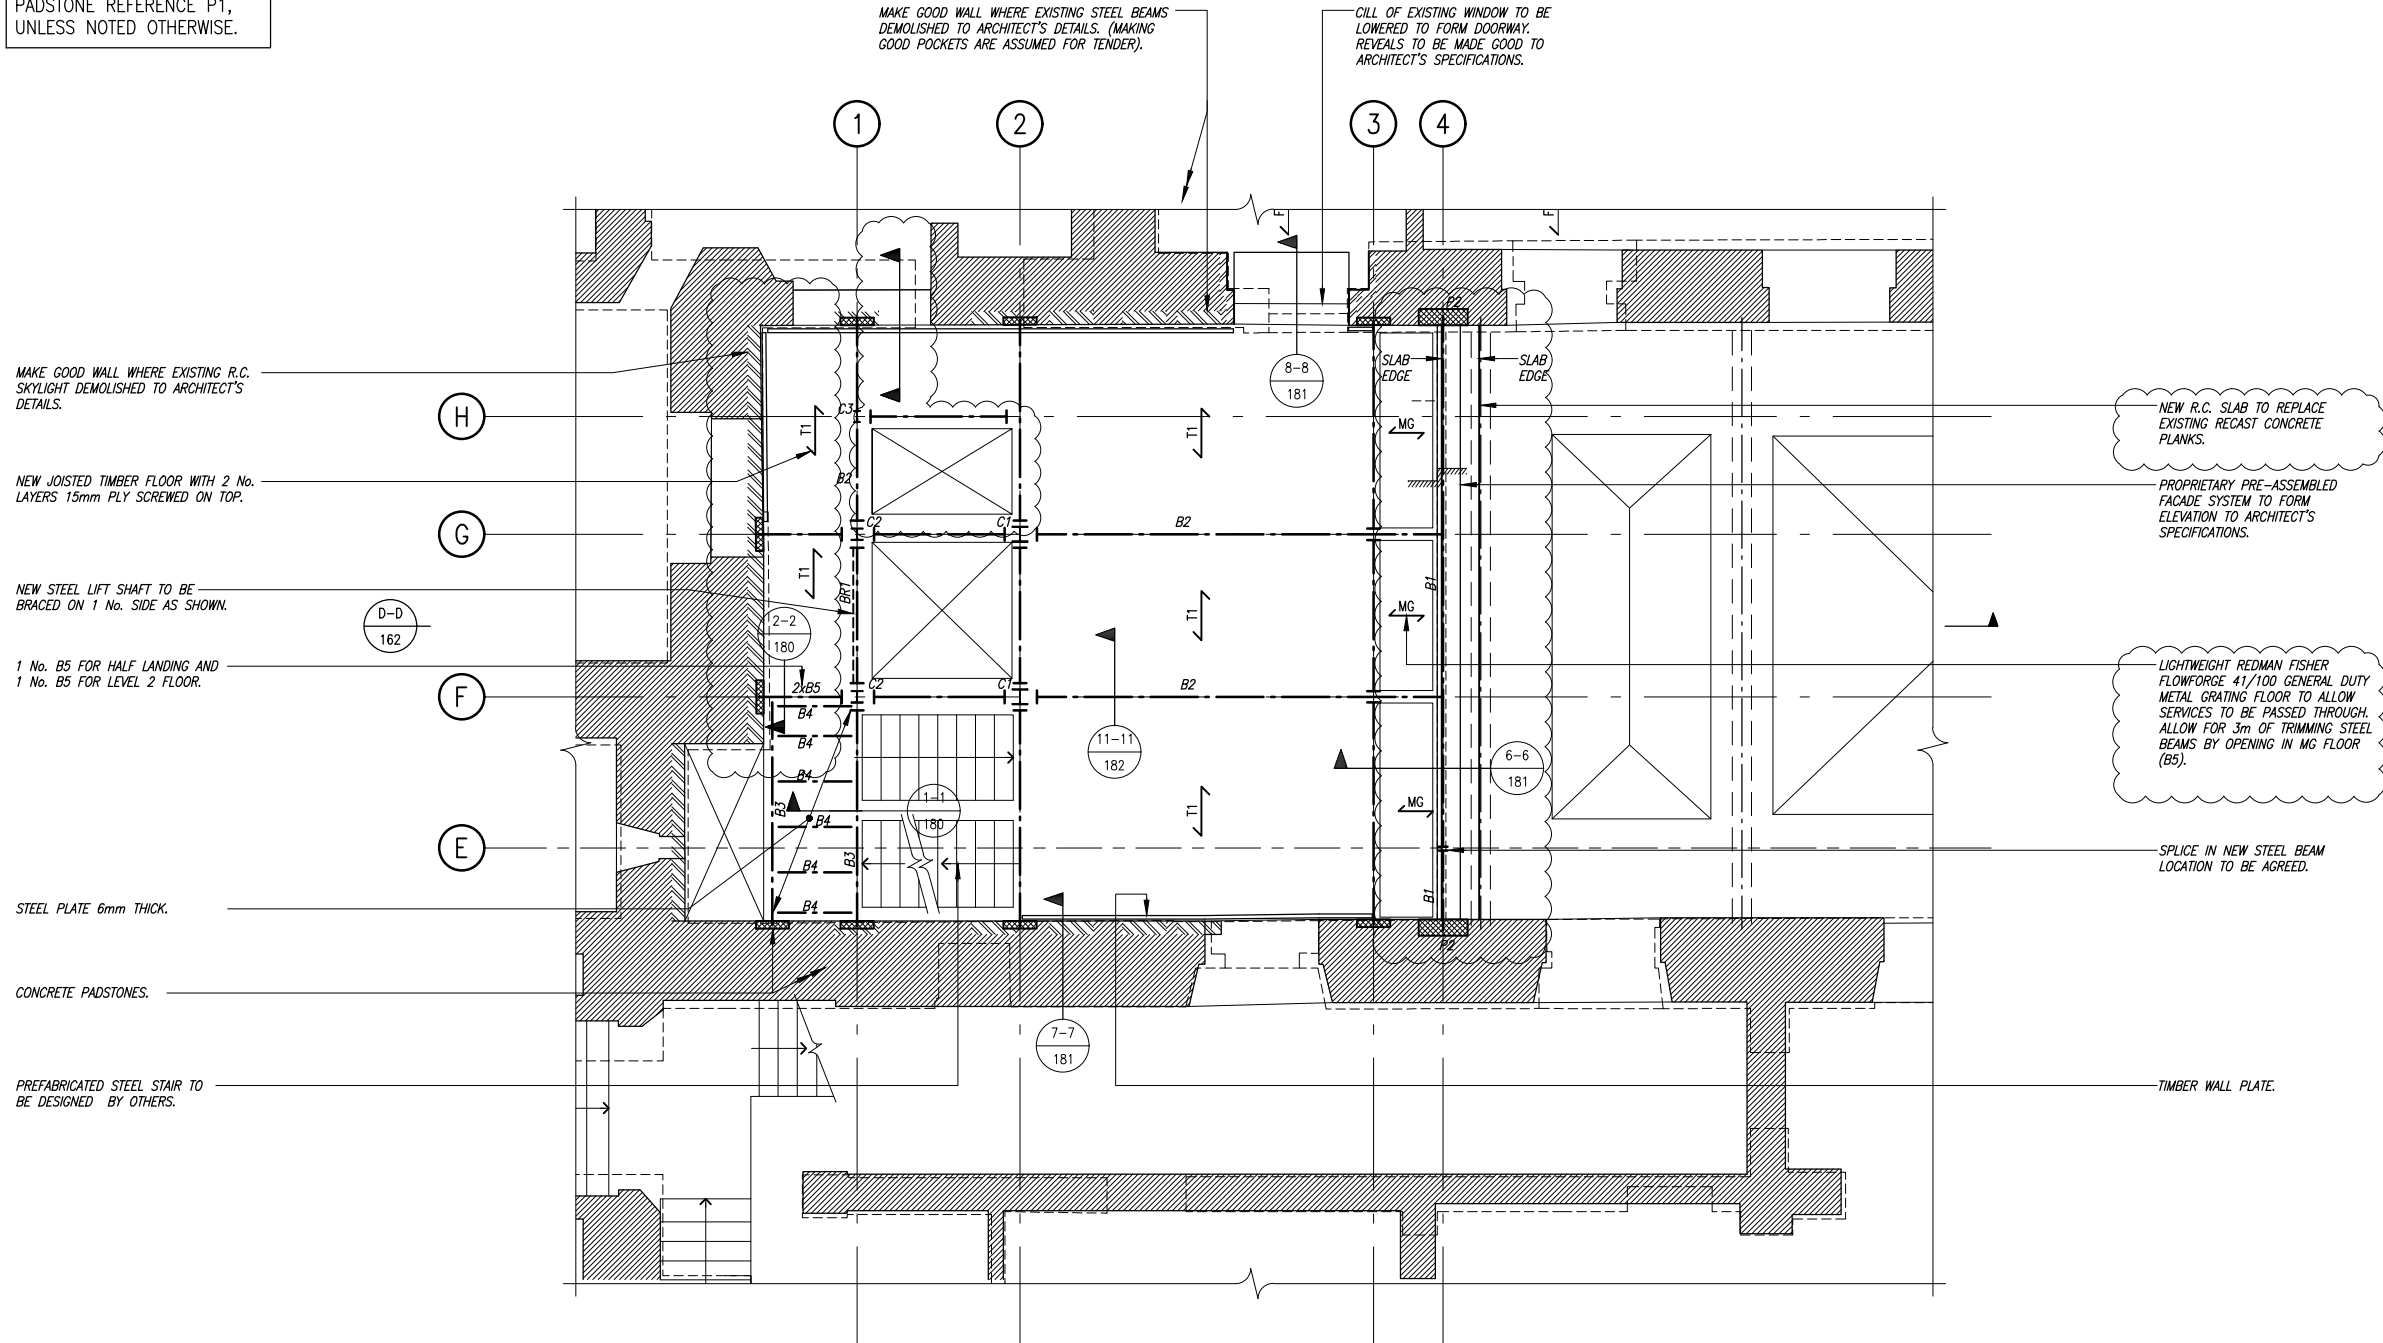 PADSTONE REFERENCE P1,
UNLESS NOTED OTHERWISE.
MAKE GOOD WALL WHERE EXISTING STEEL BEAMS
DEMOLISHED TO ARCHITECT'S DETAILS. (MAKING
GOOD POCKETS ARE ASSUMED FOR TENDER).
CILL OF EXISTING WINDOW TO BE
LOWERED TO FORM DOORWAY.
REVEALS TO BE MADE GOOD TO
ARCHITECT'S SPECIFICATIONS.
1
2
3
4
F
F
P2
MAKE GOOD WALL WHERE EXISTING R.C.
SKYLIGHT DEMOLISHED TO ARCHITECT'S
DETAILS.
8-8
181
SLAB
EDGE
SLAB
EDGE
H
C3
T1
T1
MG
NEW R.C. SLAB TO REPLACE
EXISTING RECAST CONCRETE
PLANKS.
NEW JOISTED TIMBER FLOOR WITH 2 No.
LAYERS 15mm PLY SCREWED ON TOP.
B2
PROPRIETARY PRE-ASSEMBLED
FACADE SYSTEM TO FORM
ELEVATION TO ARCHITECT'S
SPECIFICATIONS.
G
C2
C1
B2
T1
BR1
B1
NEW STEEL LIFT SHAFT TO BE
BRACED ON 1 No. SIDE AS SHOWN.
D-D
162
2-2
180
T1
MG
1 No. B5 FOR HALF LANDING AND
1 No. B5 FOR LEVEL 2 FLOOR.
LIGHTWEIGHT REDMAN FISHER
FLOWFORGE 41/100 GENERAL DUTY
METAL GRATING FLOOR TO ALLOW
SERVICES TO BE PASSED THROUGH.
ALLOW FOR 3m OF TRIMMING STEEL
BEAMS BY OPENING IN MG FLOOR
(B5).
F
2xB5
C2
C1
B2
B4
B4
11-11
182
6-6
181
B4
B3
B4
1-1
180
T1
MG
E
B3
B4
B4
B1
SPLICE IN NEW STEEL BEAM
LOCATION TO BE AGREED.
STEEL PLATE 6mm THICK.
P2
CONCRETE PADSTONES.
7-7
181
PREFABRICATED STEEL STAIR TO
BE DESIGNED BY OTHERS.
TIMBER WALL PLATE.